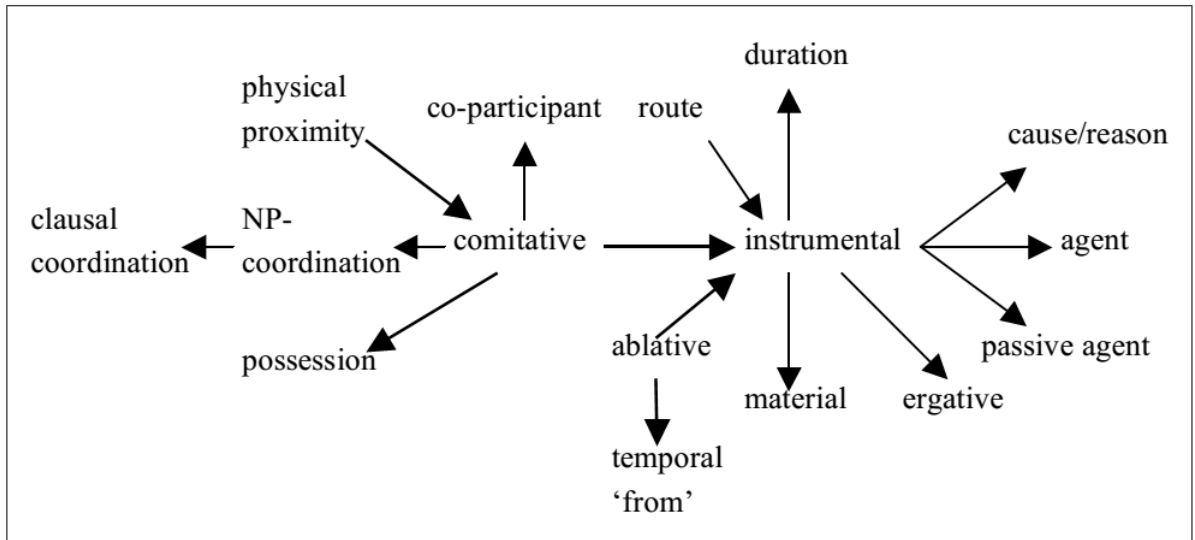 duration
physical
proximity
co-participant
route
cause/reason
clausal
coordination
NP-
coordination
comitative
instrumental
agent
possession
ablative
passive agent
material
ergative
temporal
‘from’